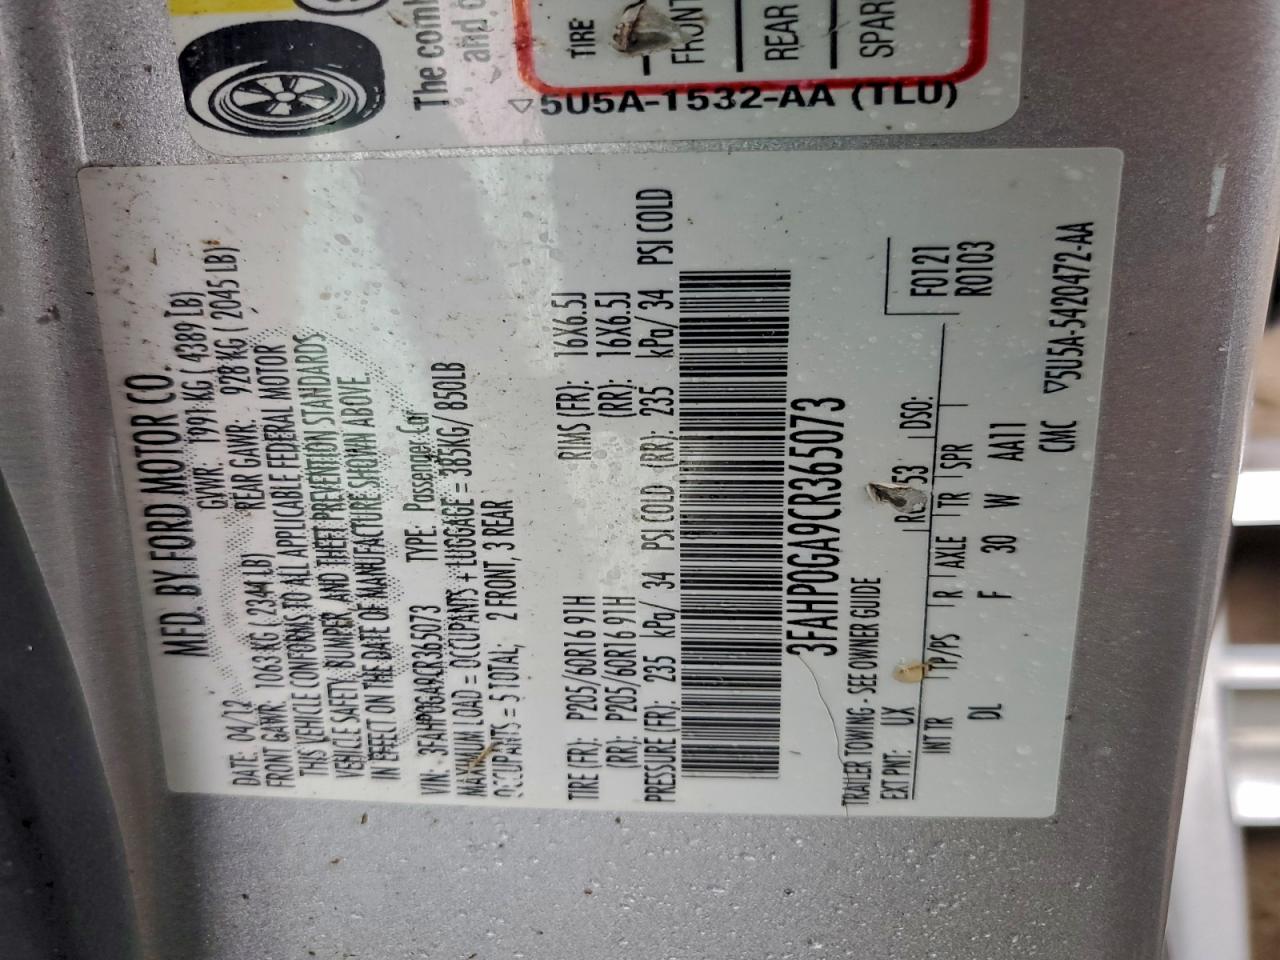 The comb
and
TIRE
FRONT
REAR
SPAR
5U5A-1532-AA (TLU)
MFD. BY FORD MOTOR CO.
DATE: 04/12 GVWR: 1991 KG ( 4389 LB)
FRONT GAWR: 1063 KG ( 2344 LB) REAR GAWR: 928 KG ( 2045 LB)
THIS VEHICLE CONFORMS TO ALL APPLICABLE FEDERAL MOTOR
VEHICLE SAFETY, BUMPER, AND THEFT PREVENTION STANDARDS
IN EFFECT ON THE DATE OF MANUFACTURE SHOWN ABOVE.
VIN: 3FAHP0GA9CR365073 TYPE: Passenger Car
MAXIMUM LOAD = OCCUPANTS + LUGGAGE = 385KG/ 850LB
OCCUPANTS = 5 TOTAL; 2 FRONT, 3 REAR
TIRE (FR): P205/60R16 91H RIMS (FR): 16X6.5J
(RR): P205/60R16 91H (RR): 16X6.5J
PRESSURE (FR): 235 kPa/ 34 PSI COLD (RR): 235 kPa/ 34 PSI COLD
3FAHP0GA9CR365073
TRAILER TOWING - SEE OWNER GUIDE
EXT PNT: UX 53 DSO: F0121
R0103
INT TR TP/PS R AXLE TR SPR
DL F 30 W AA11
CMC ▽5U5A-5420472-AA